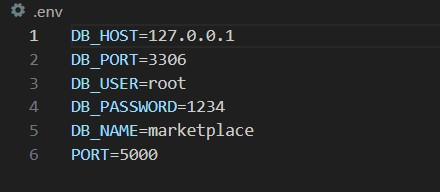 .env
1 DB_HOST=127.0.0.1
2 DB_PORT=3306
3 DB_USER=root
4 DB_PASSWORD=1234
5 DB_NAME=marketplace
6 PORT=5000